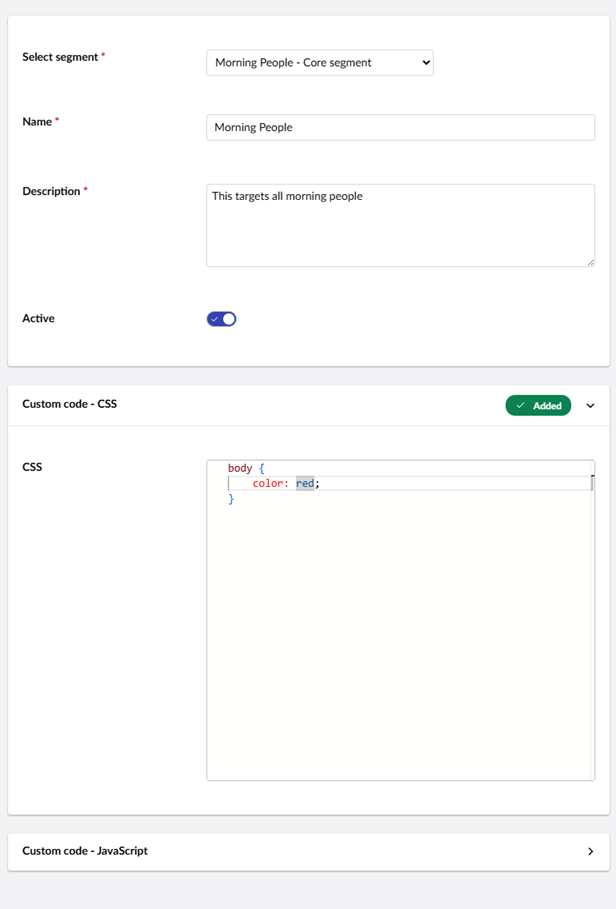 Select segment *
Morning People - Core segment
Name *
Morning People
Description *
This targets all morning people
Active
Custom code - CSS
Added
CSS
body {
    color: red;
}
Custom code - JavaScript